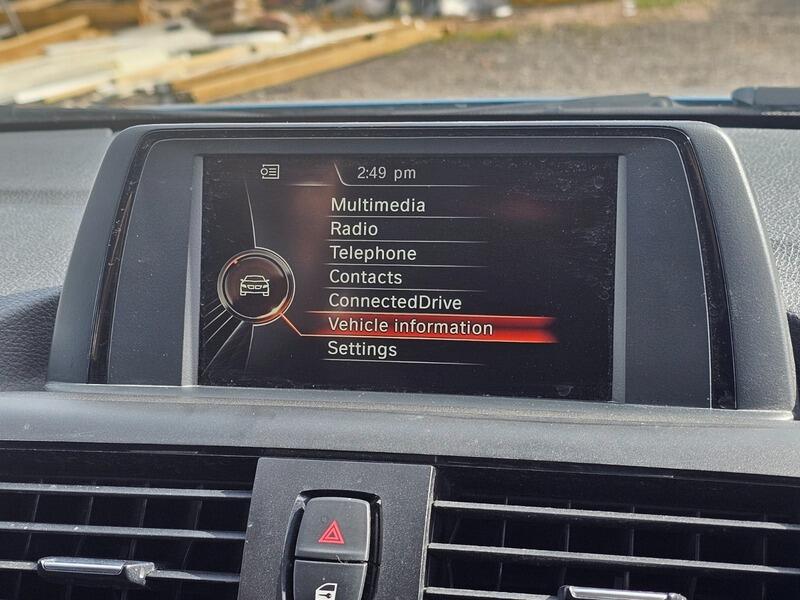 2:49 pm
Multimedia
Radio
Telephone
Contacts
ConnectedDrive
Vehicle information
Settings